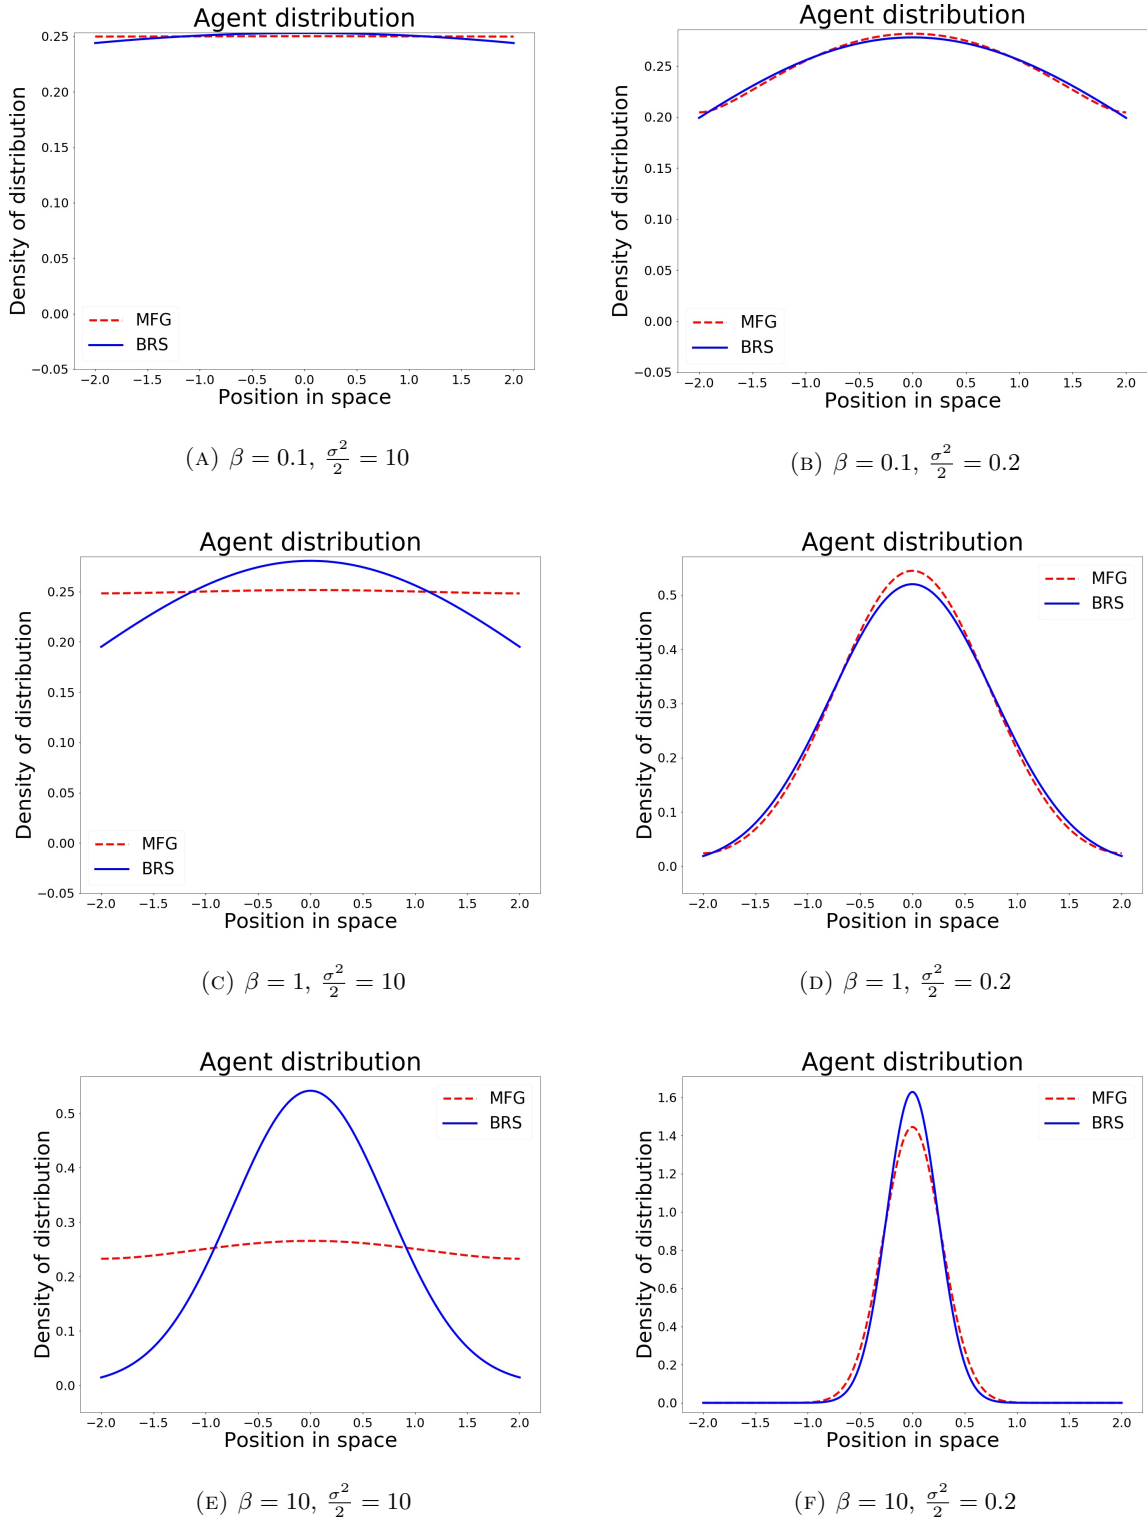 Agent distribution
Density of distribution
0.25
0.20
0.15
0.10
0.05
0.00
−0.05
MFG
BRS
−2.0 −1.5 −1.0 −0.5 0.0 0.5 1.0 1.5 2.0
Position in space
(A) β = 0.1, σ²/2 = 10
Agent distribution
Density of distribution
0.25
0.20
0.15
0.10
0.05
0.00
−0.05
MFG
BRS
−2.0 −1.5 −1.0 −0.5 0.0 0.5 1.0 1.5 2.0
Position in space
(B) β = 0.1, σ²/2 = 0.2
Agent distribution
Density of distribution
0.25
0.20
0.15
0.10
0.05
0.00
−0.05
MFG
BRS
−2.0 −1.5 −1.0 −0.5 0.0 0.5 1.0 1.5 2.0
Position in space
(C) β = 1, σ²/2 = 10
Agent distribution
Density of distribution
MFG
BRS
0.5
0.4
0.3
0.2
0.1
0.0
−2.0 −1.5 −1.0 −0.5 0.0 0.5 1.0 1.5 2.0
Position in space
(D) β = 1, σ²/2 = 0.2
Agent distribution
Density of distribution
MFG
BRS
0.5
0.4
0.3
0.2
0.1
0.0
−2.0 −1.5 −1.0 −0.5 0.0 0.5 1.0 1.5 2.0
Position in space
(E) β = 10, σ²/2 = 10
Agent distribution
Density of distribution
MFG
BRS
1.6
1.4
1.2
1.0
0.8
0.6
0.4
0.2
0.0
−2.0 −1.5 −1.0 −0.5 0.0 0.5 1.0 1.5 2.0
Position in space
(F) β = 10, σ²/2 = 0.2